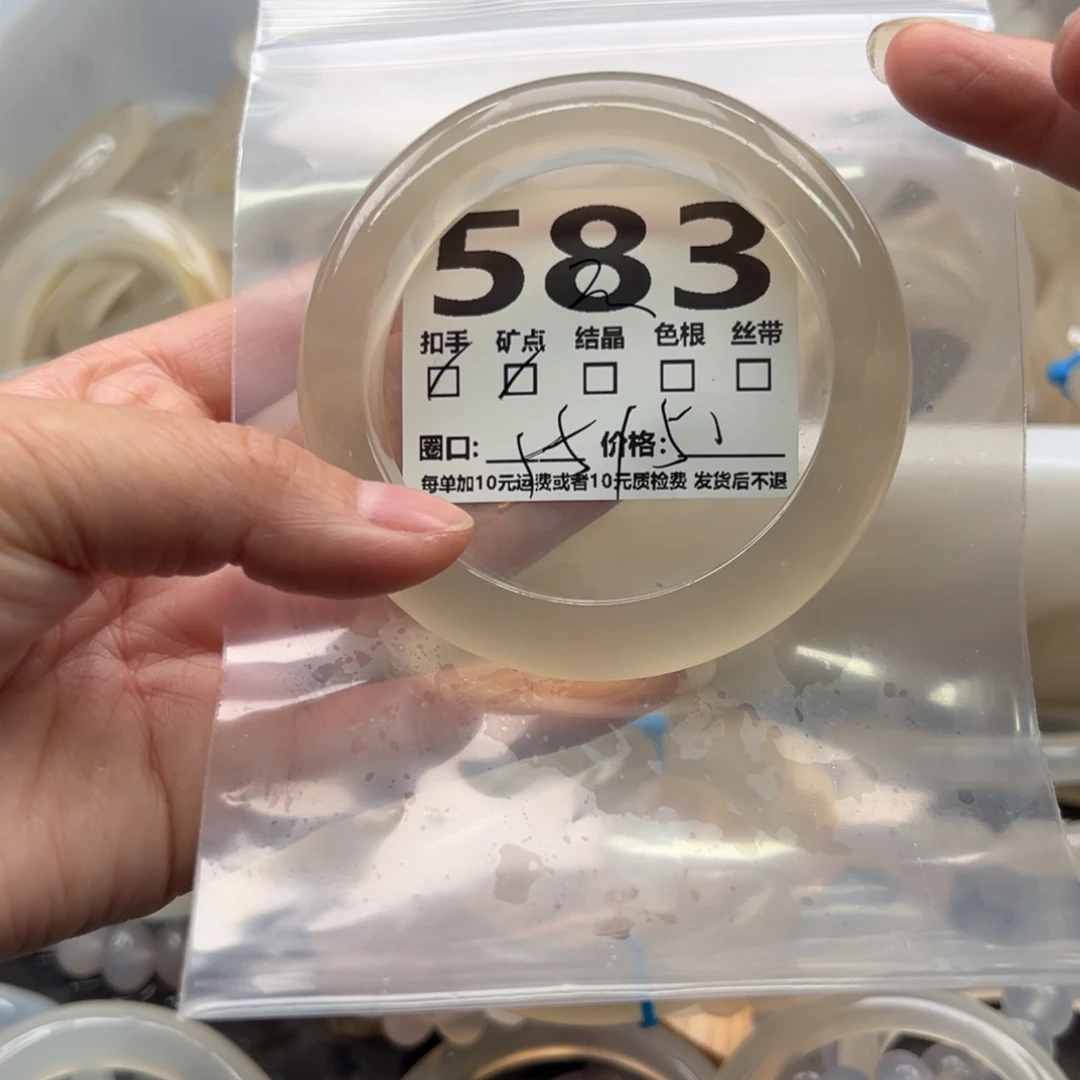 583
扣手 矿点 结晶 色根 丝带
圈口: 价格:
每单加10元运费或者10元质检费 发货后不退